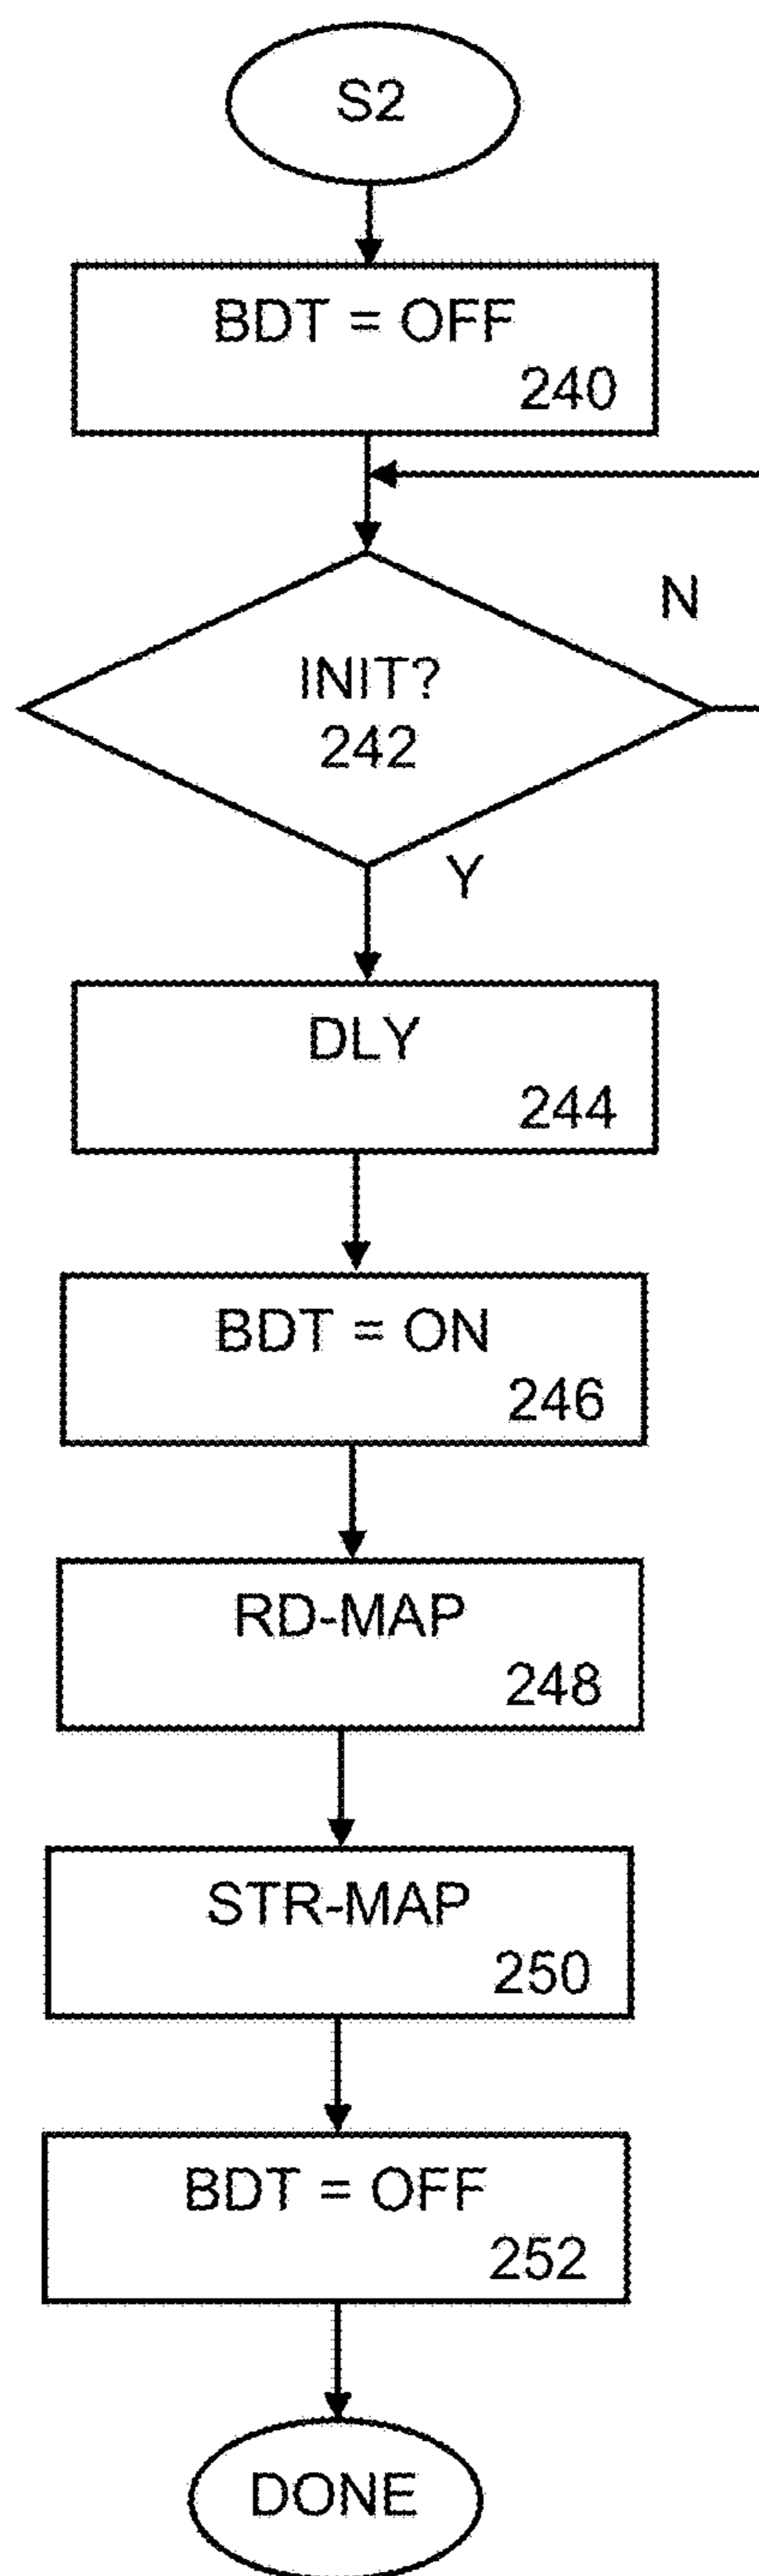 S2
BDT = OFF
240
N
INIT?
242
Y
DLY
244
BDT = ON
246
RD-MAP
248
STR-MAP
250
BDT = OFF
252
DONE